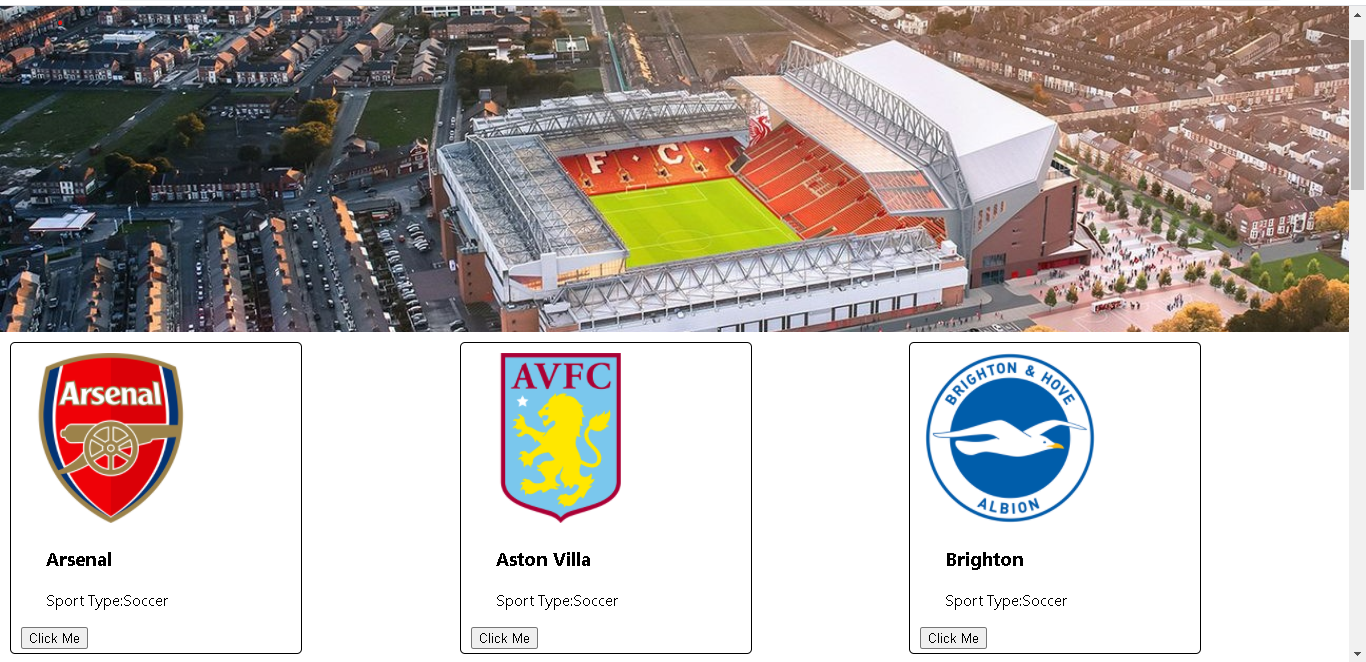 F · C ·
Arsenal
AVFC
BRIGHTON & HOVE
ALBION
Arsenal
Aston Villa
Brighton
Sport Type:Soccer
Sport Type:Soccer
Sport Type:Soccer
Click Me
Click Me
Click Me